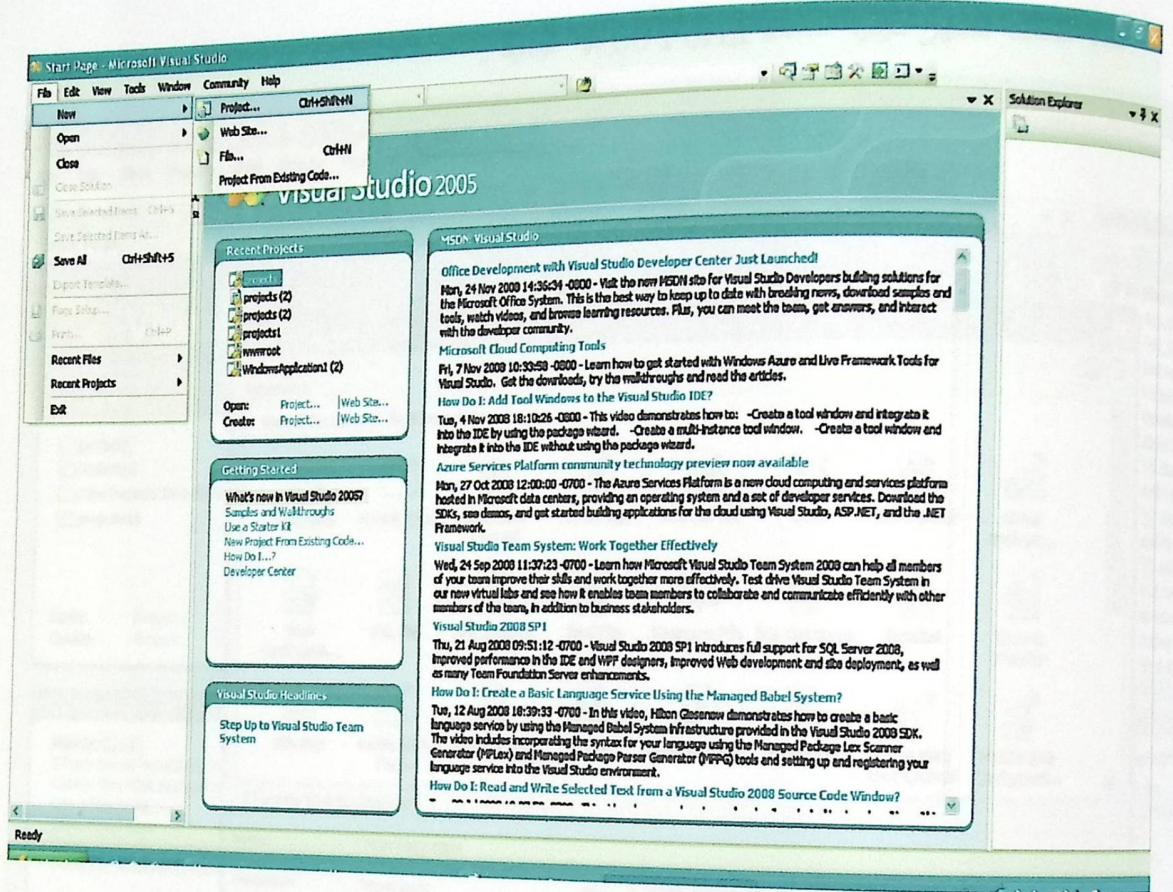 Start Page - Microsoft Visual Studio
File Edit View Tools Window Community Help
New
Open
Close
Close Solution
Save Selected Items Ctrl+S
Save Selected Items As...
Save All Ctrl+Shift+S
Export Template...
Page Setup...
Print... Ctrl+P
Recent Files
Recent Projects
Exit
Project... Ctrl+Shift+N
Web Site...
File... Ctrl+N
Project From Existing Code...
Visual Studio 2005
Recent Projects
projects
projects (2)
projects (2)
projects1
wwwroot
WindowsApplication1 (2)
Open: Project... Web Site...
Create: Project... Web Site...
Getting Started
What's new in Visual Studio 2005?
Samples and Walkthroughs
Use a Starter Kit
New Project From Existing Code...
How Do I...?
Developer Center
Visual Studio Headlines
Step Up to Visual Studio Team
System
MSDN: Visual Studio
Office Development with Visual Studio Developer Center Just Launched!
Mon, 24 Nov 2008 14:36:34 -0800 - Visit the new MSDN site for Visual Studio Developers building solutions for
the Microsoft Office System. This is the best way to keep up to date with breaking news, download samples and
tools, watch videos, and browse learning resources. Plus, you can meet the team, get answers, and interact
with the developer community.
Microsoft Cloud Computing Tools
Fri, 7 Nov 2008 10:33:58 -0800 - Learn how to get started with Windows Azure and Live Framework Tools for
Visual Studio. Get the downloads, try the walkthroughs and read the articles.
How Do I: Add Tool Windows to the Visual Studio IDE?
Tue, 4 Nov 2008 18:10:26 -0800 - This video demonstrates how to: -Create a tool window and integrate it
into the IDE by using the package wizard. -Create a multi-instance tool window. -Create a tool window and
integrate it into the IDE without using the package wizard.
Azure Services Platform community technology preview now available
Mon, 27 Oct 2008 12:00:00 -0700 - The Azure Services Platform is a new cloud computing and services platform
hosted in Microsoft data centers, providing an operating system and a set of developer services. Download the
SDKs, see demos, and get started building applications for the cloud using Visual Studio, ASP.NET, and the .NET
Framework.
Visual Studio Team System: Work Together Effectively
Wed, 24 Sep 2008 11:37:23 -0700 - Learn how Microsoft Visual Studio Team System 2008 can help all members
of your team improve their skills and work together more effectively. Test drive Visual Studio Team System in
our new virtual labs and see how it enables team members to collaborate and communicate efficiently with other
members of the team, in addition to business stakeholders.
Visual Studio 2008 SP1
Thu, 21 Aug 2008 09:51:12 -0700 - Visual Studio 2008 SP1 introduces full support for SQL Server 2008,
improved performance in the IDE and WPF designers, improved Web development and site deployment, as well
as many Team Foundation Server enhancements.
How Do I: Create a Basic Language Service Using the Managed Babel System?
Tue, 12 Aug 2008 18:39:33 -0700 - In this video, Hilton Giesenow demonstrates how to create a basic
language service by using the Managed Babel System infrastructure provided in the Visual Studio 2008 SDK.
The video includes incorporating the syntax for your language using the Managed Package Lex Scanner
Generator (MPLex) and Managed Package Parser Generator (MPPG) tools and setting up and registering your
language service into the Visual Studio environment.
How Do I: Read and Write Selected Text from a Visual Studio 2008 Source Code Window?
Solution Explorer
Ready